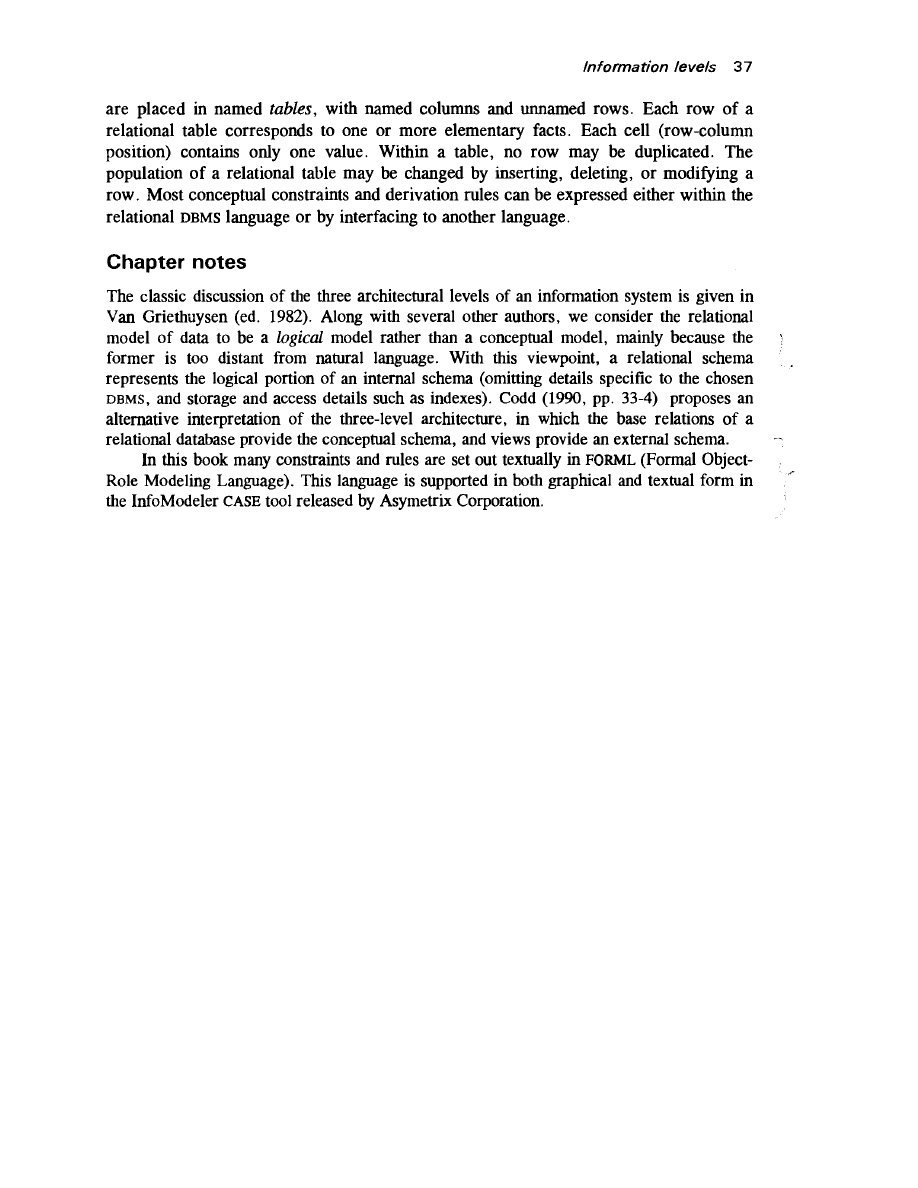 Information levels 37
are placed in named tables, with named columns and unnamed rows. Each row of a
relational table corresponds to one or more elementary facts. Each cell (row-column
position) contains only one value. Within a table, no row may be duplicated. The
population of a relational table may be changed by inserting, deleting, or modifying a
row. Most conceptual constraints and derivation rules can be expressed either within the
relational DBMS language or by interfacing to another language.
Chapter notes
The classic discussion of the three architectural levels of an information system is given in
Van Griethuysen (ed. 1982). Along with several other authors, we consider the relational
model of data to be a logical model rather than a conceptual model, mainly because the
former is too distant from natural language. With this viewpoint, a relational schema
represents the logical portion of an internal schema (omitting details specific to the chosen
DBMS, and storage and access details such as indexes). Codd (1990, pp. 33-4) proposes an
alternative interpretation of the three-level architecture, in which the base relations of a
relational database provide the conceptual schema, and views provide an external schema.
In this book many constraints and rules are set out textually in FORML (Formal Object-
Role Modeling Language). This language is supported in both graphical and textual form in
the InfoModeler CASE tool released by Asymetrix Corporation.